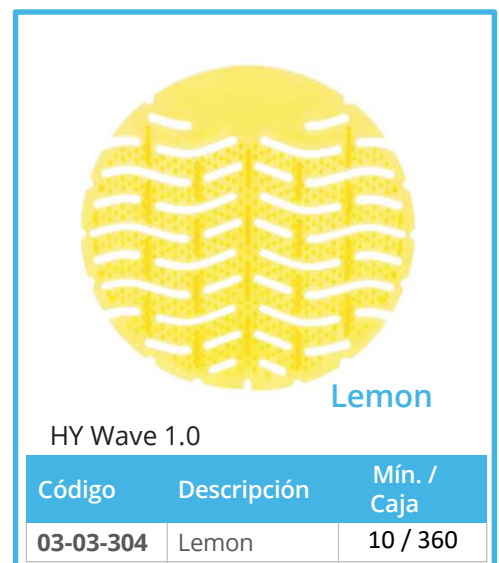 Lemon
HY Wave 1.0
Código Descripción Mín. / Caja
03-03-304 Lemon 10 / 360